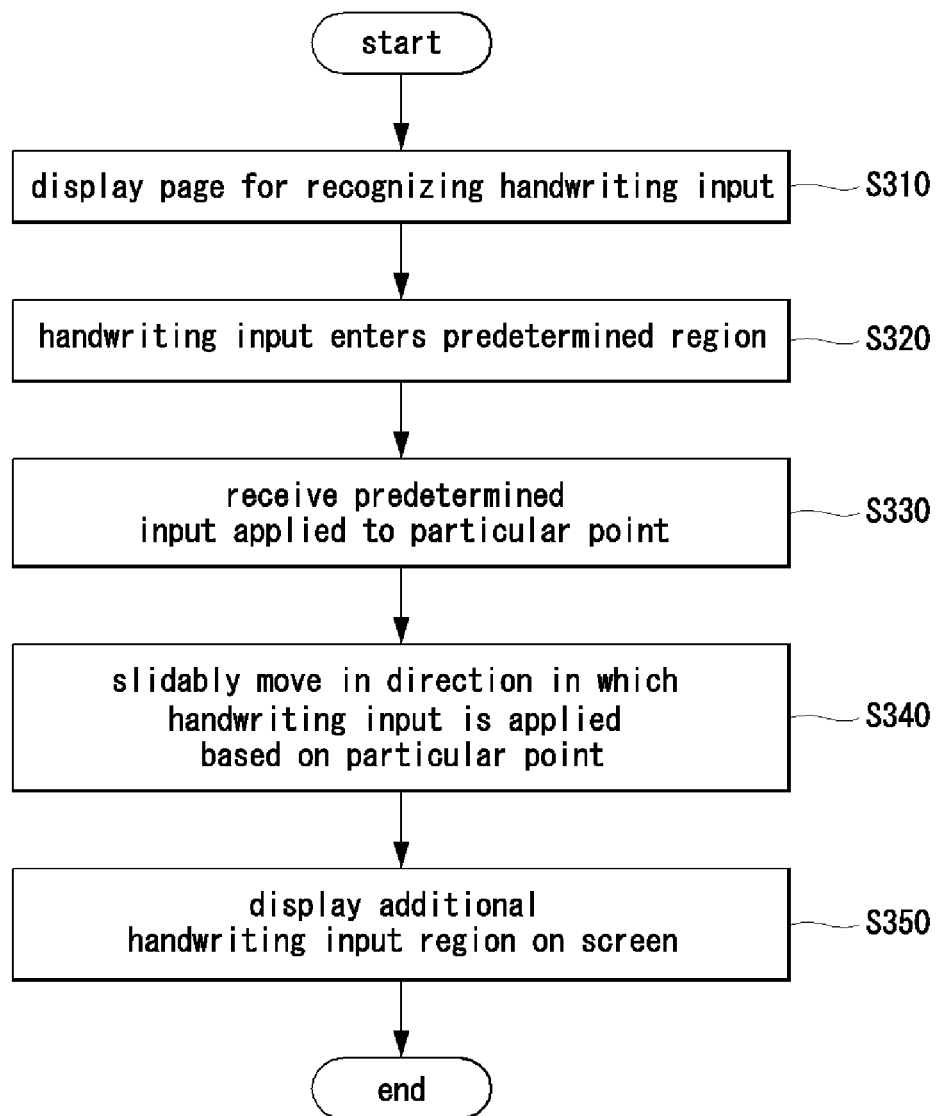 start
display page for recognizing handwriting input
S310
handwriting input enters predetermined region
S320
receive predetermined
input applied to particular point
S330
slidably move in direction in which
handwriting input is applied
based on particular point
S340
display additional
handwriting input region on screen
S350
end